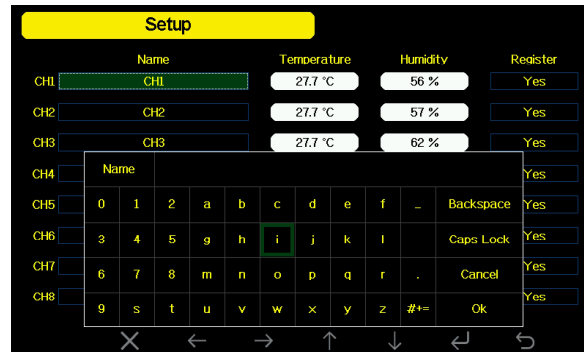 Setup
Name Temperature Humidity Register
CH1 CH1 27.7 °C 56 % Yes
CH2 CH2 27.7 °C 57 % Yes
CH3 CH3 27.7 °C 62 % Yes
CH4 Name Yes
CH5 0 1 2 a b c d e f _ Backspace Yes
CH6 3 4 5 g h i j k l Caps Lock Yes
CH7 6 7 8 m n o p q r . Cancel Yes
CH8 9 s t u v w x y z #+= Ok Yes